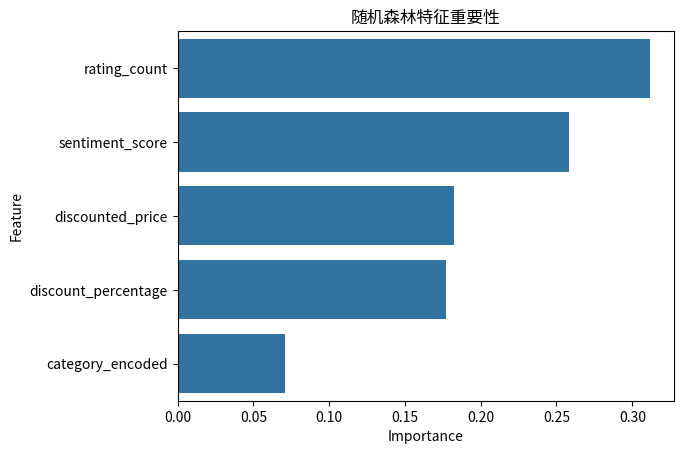 随机森林特征重要性
rating_count
sentiment_score
discounted_price
discount_percentage
category_encoded
Feature
0.00 0.05 0.10 0.15 0.20 0.25 0.30
Importance